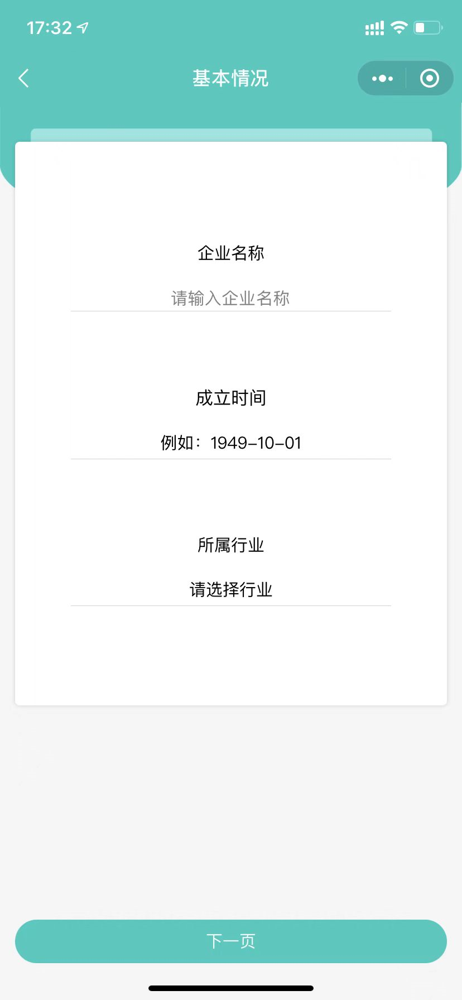 17:32
基本情况
企业名称
请输入企业名称
成立时间
例如：1949-10-01
所属行业
请选择行业
下一页